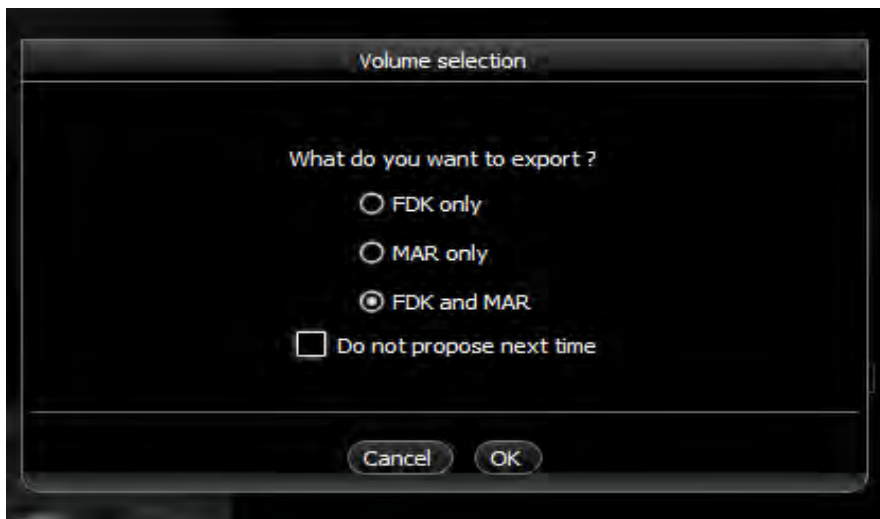 Volume selection
What do you want to export ?
FDK only
MAR only
FDK and MAR
Do not propose next time
Cancel OK